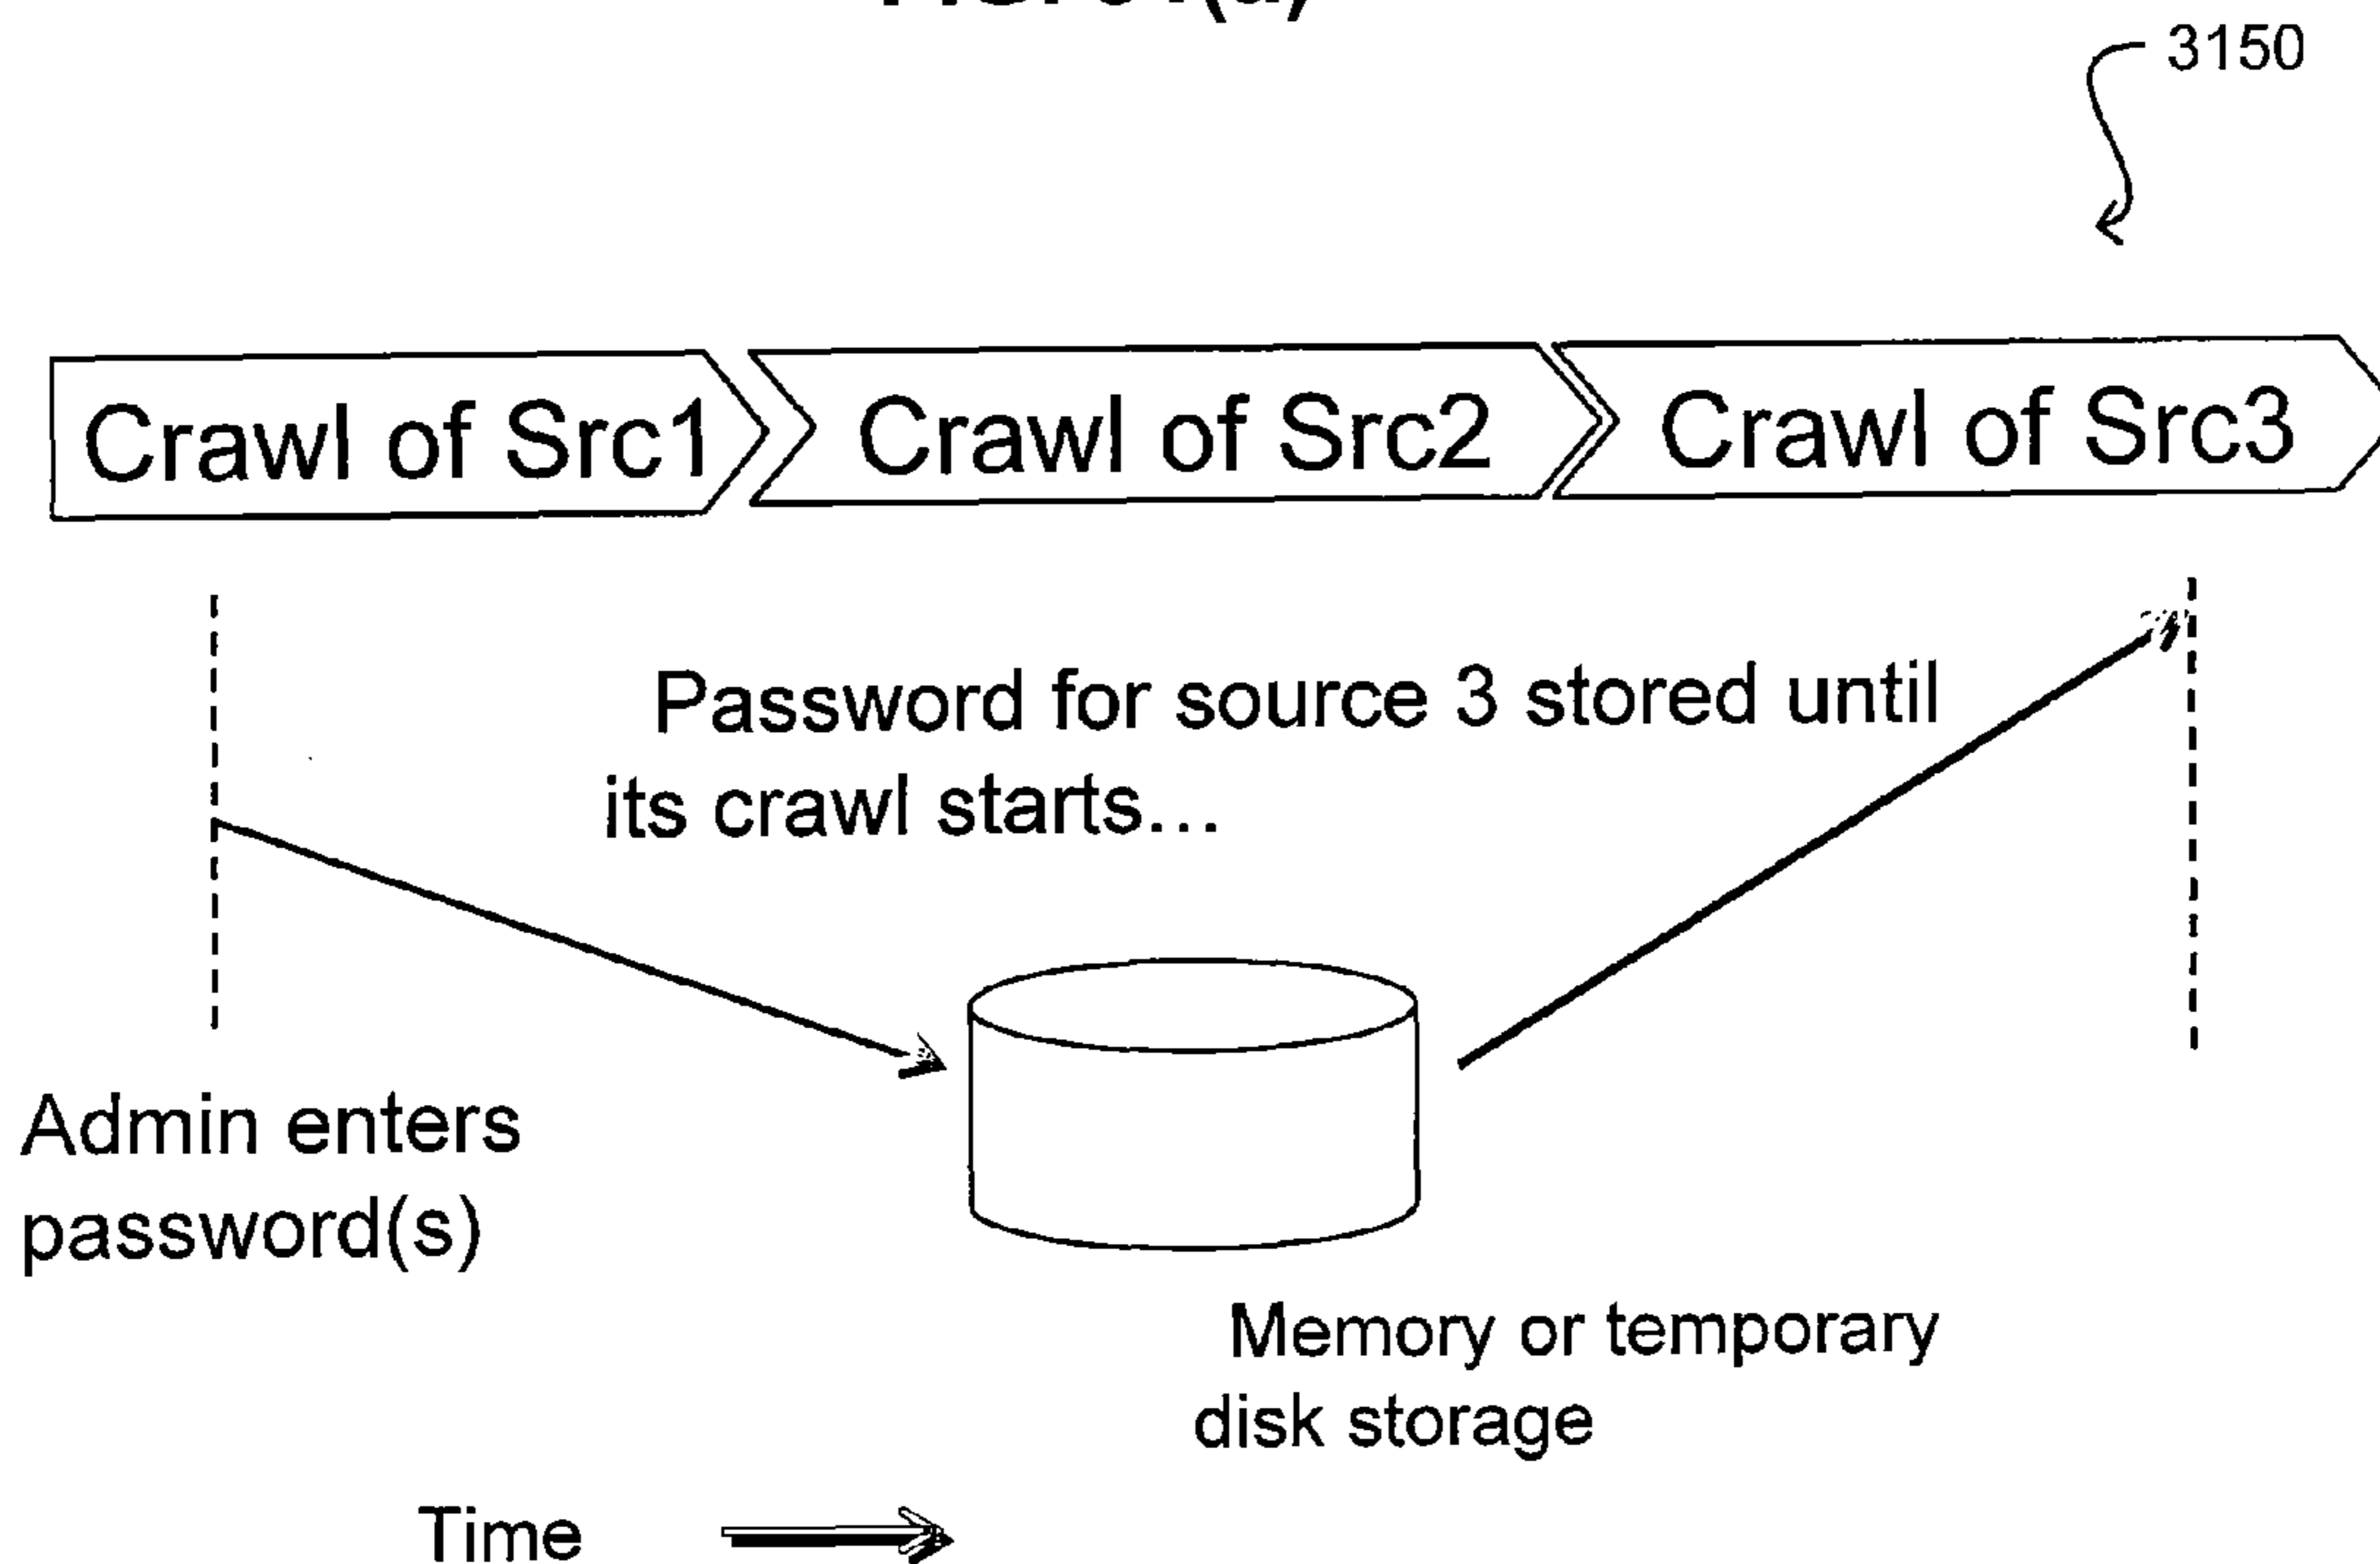 3150
Crawl of Src1
Crawl of Src2
Crawl of Src3
Password for source 3 stored until
its crawl starts...
Admin enters
password(s)
Memory or temporary
disk storage
Time